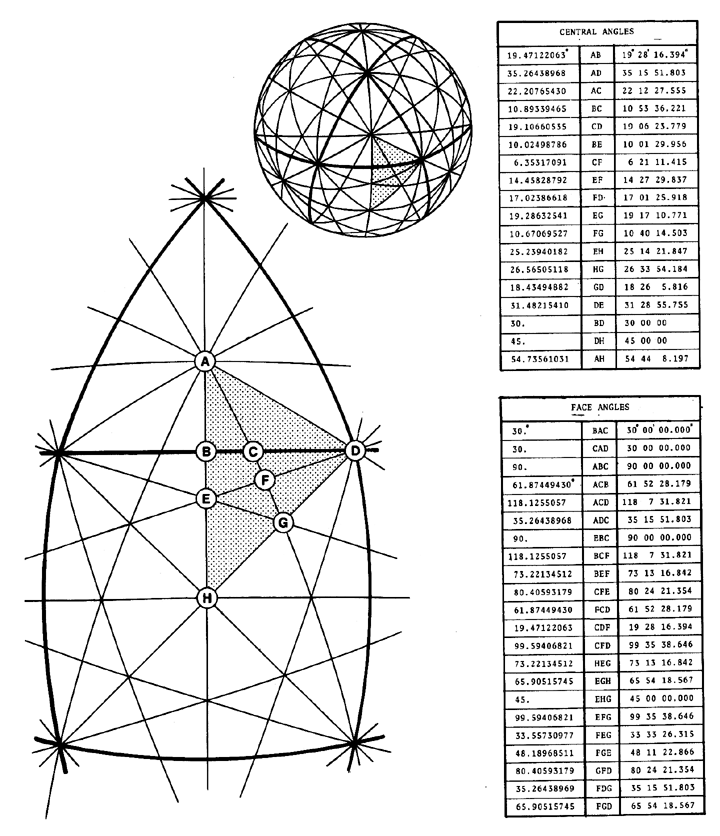 CENTRAL ANGLES
19.47122063° AB 19° 28' 16.394"
35.26438968 AD 35 15 51.803
22.20765430 AC 22 12 27.555
10.89339465 BC 10 53 36.221
19.10660535 CD 19 06 23.779
10.02498786 BE 10 01 29.956
6.35317091 CF 6 21 11.415
14.45828792 EF 14 27 29.837
17.02386618 FD 17 01 25.918
19.28632541 EG 19 17 10.771
10.67069527 FG 10 40 14.503
25.23940182 EH 25 14 21.847
26.56505118 HG 26 33 54.184
18.43494882 GD 18 26 5.816
31.48215410 DE 31 28 55.755
30. BD 30 00 00
45. DH 45 00 00
54.73561031 AH 54 44 8.197
FACE ANGLES
30.° BAC 30° 00' 00.000"
30. CAD 30 00 00.000
90. ABC 90 00 00.000
61.87449430° ACB 61 52 28.179
118.1255057 ACD 118 7 31.821
35.26438968 ADC 35 15 51.803
90. EBC 90 00 00.000
118.1255057 BCF 118 7 31.821
73.22134512 BEF 73 13 16.842
80.40593179 CFE 80 24 21.354
61.87449430 FCD 61 52 28.179
19.47122063 CDF 19 28 16.394
99.59406821 CFD 99 35 38.646
73.22134512 HEG 73 13 16.842
65.90515745 EGH 65 54 18.567
45. EHG 45 00 00.000
99.59406821 EFG 99 35 38.646
33.55730977 FEG 33 33 26.315
48.18968511 FGE 48 11 22.866
80.40593179 GFD 80 24 21.354
35.26438969 FDG 35 15 51.803
65.90515745 FGD 65 54 18.567
A
B C D
F
E
G
H